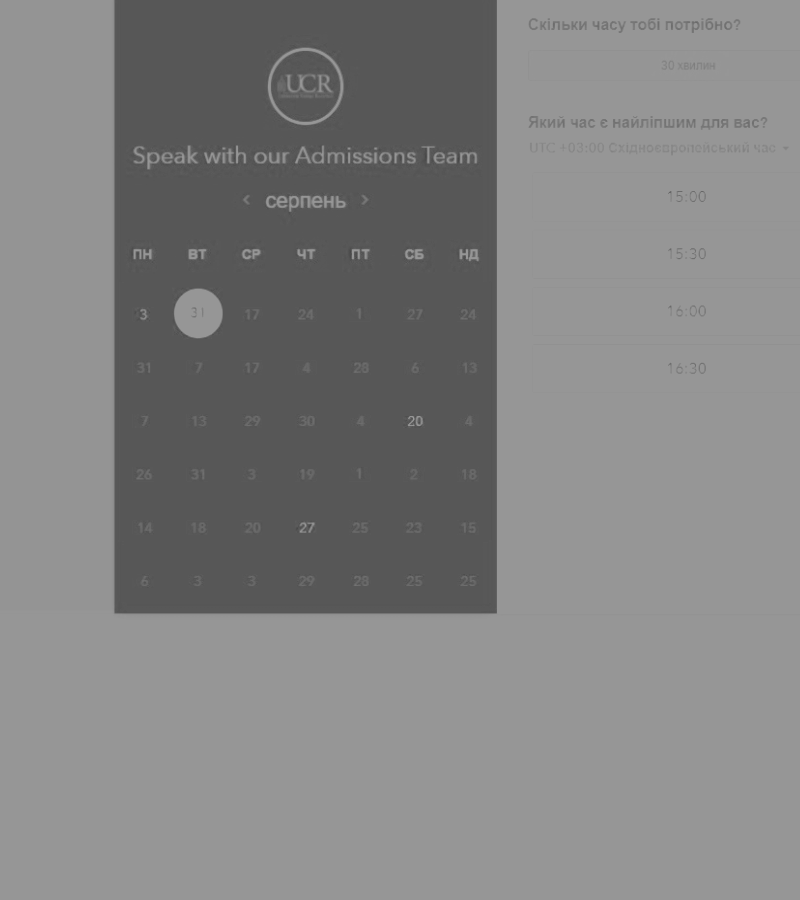 UCR
Speak with our Admissions Team
серпень
ПН ВТ СР ЧТ ПТ СБ НД
3 31 17 24 1 27 24
31 7 17 4 28 6 13
7 13 29 30 4 20 4
26 31 3 19 1 2 18
14 18 20 27 25 23 15
6 3 3 29 28 25 25
Скільки часу тобі потрібно?
30 хвилин
Який час є найліпшим для вас?
UTC +03:00 Східноєвропейський час
15:00
15:30
16:00
16:30